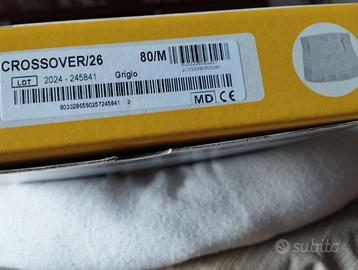 CROSSOVER/26 80/M
LOT 2024 - 245841 Grigio
8033286560257245841 3
MD CE
subito